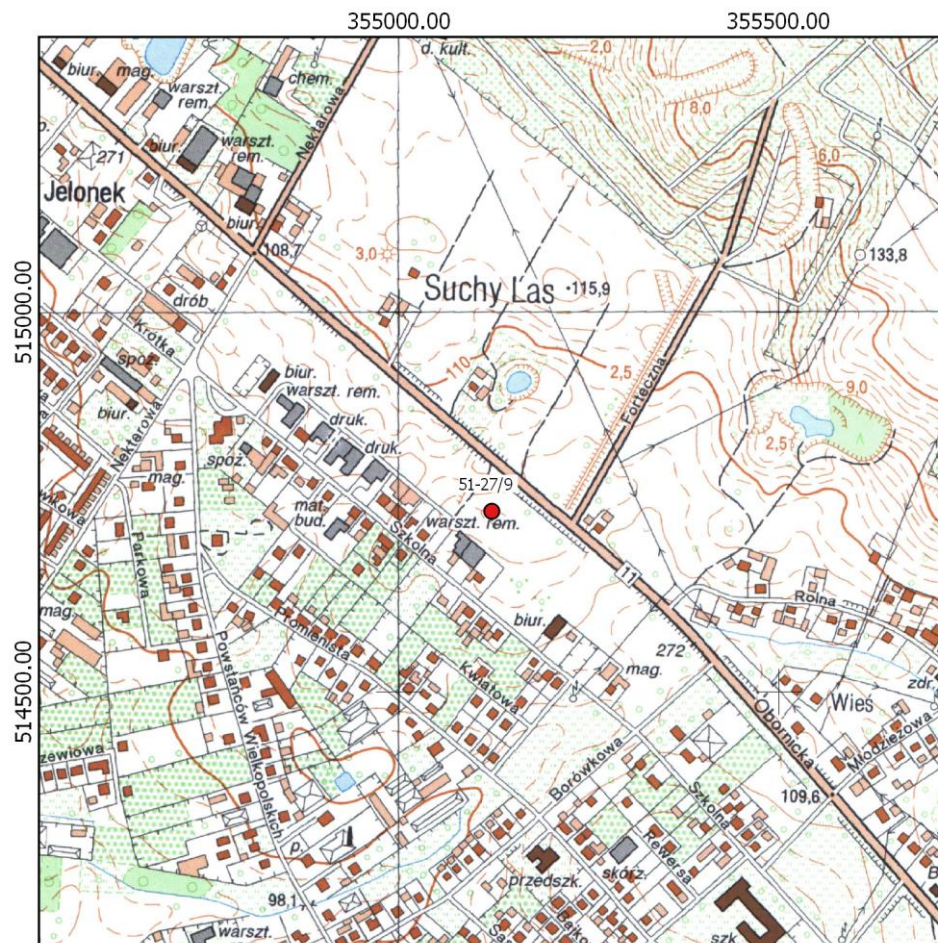 355000.00
355500.00
biur.
mag.
d. kult.
2,0
chem.
warszt.
rem.
8,0
Nektarowa
warszt.
rem.
p.
271
biur.
6,0
Jelonek
biur.
108,7
3,0
133,8
drób
Suchy Las
115,9
515000.00
Krótka
spoż.
biur.
110
2,5
Forteczna
9,0
warszt. rem.
biur.
druk.
druk.
2,5
Nektarowa
spoż.
mag.
51-27/9
mat.
bud.
warszt. rem.
Szkolna
Parkowa
11
Rolna
mag.
Promienista
biur.
272
mag.
zdr.
514500.00
Powstańców Wielkopolskich
Kwiatowa
Wieś
Obornicka
Młodzieżowa
Borówkowa
Szkolna
109,6
p.
przedszk.
skórz.
98,1
warszt.
szk.